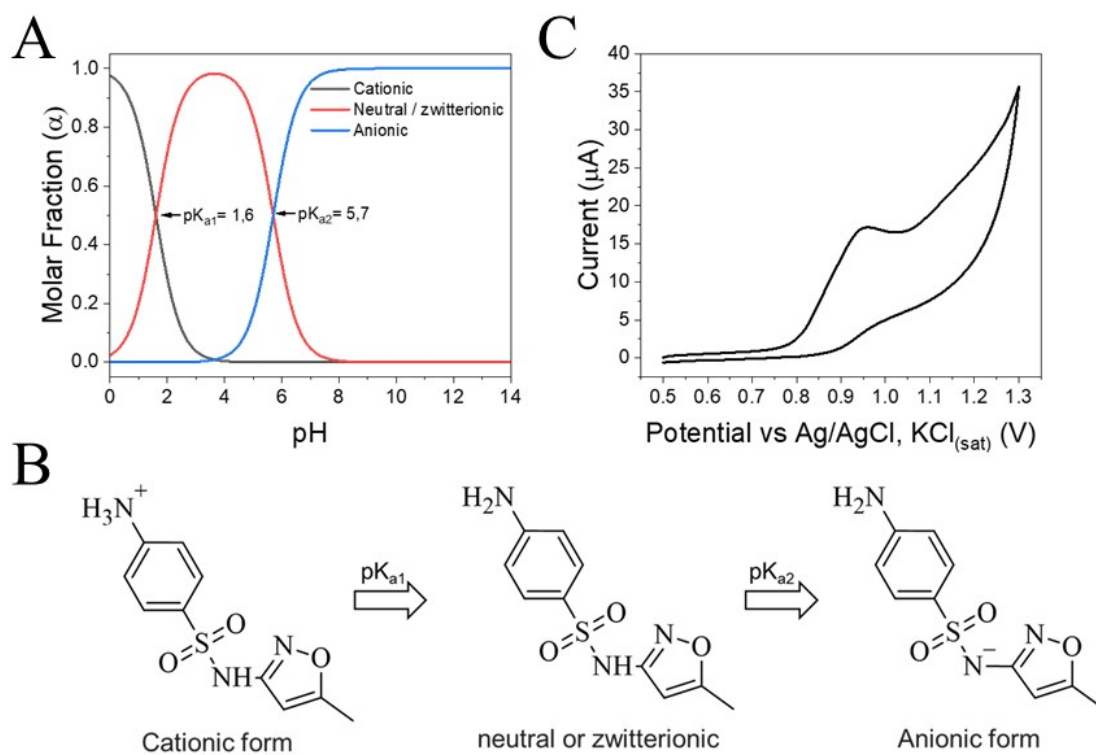 A
Molar Fraction (α)
1.0
0.8
0.6
0.4
0.2
0.0
Cationic
Neutral / zwitterionic
Anionic
pKa1= 1,6
pKa2= 5,7
0 2 4 6 8 10 12 14
pH
C
Current (µA)
40
35
30
25
20
15
10
5
0
0.5 0.6 0.7 0.8 0.9 1.0 1.1 1.2 1.3
Potential vs Ag/AgCl, KCl(sat) (V)
B
H3N+
O
S
O
NH
N
O
Cationic form
pKa1
H2N
O
S
O
NH
N
O
neutral or zwitterionic
pKa2
H2N
O
S
O
N−
N
O
Anionic form